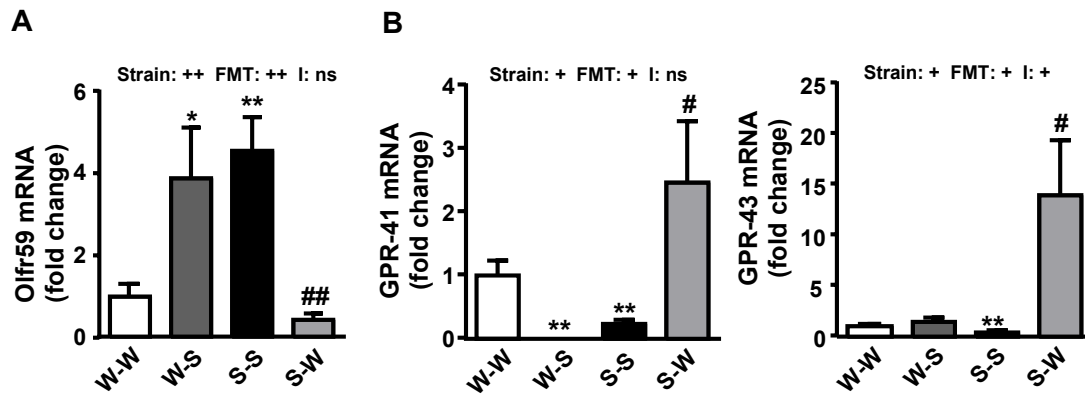 A
B
Strain: ++ FMT: ++ I: ns
Olfr59 mRNA
(fold change)
6
4
2
0
*
**
##
W-W
W-S
S-S
S-W
Strain: + FMT: + I: ns
GPR-41 mRNA
(fold change)
4
3
2
1
0
**
**
#
W-W
W-S
S-S
S-W
Strain: + FMT: + I: +
GPR-43 mRNA
(fold change)
25
20
15
10
5
0
**
#
W-W
W-S
S-S
S-W